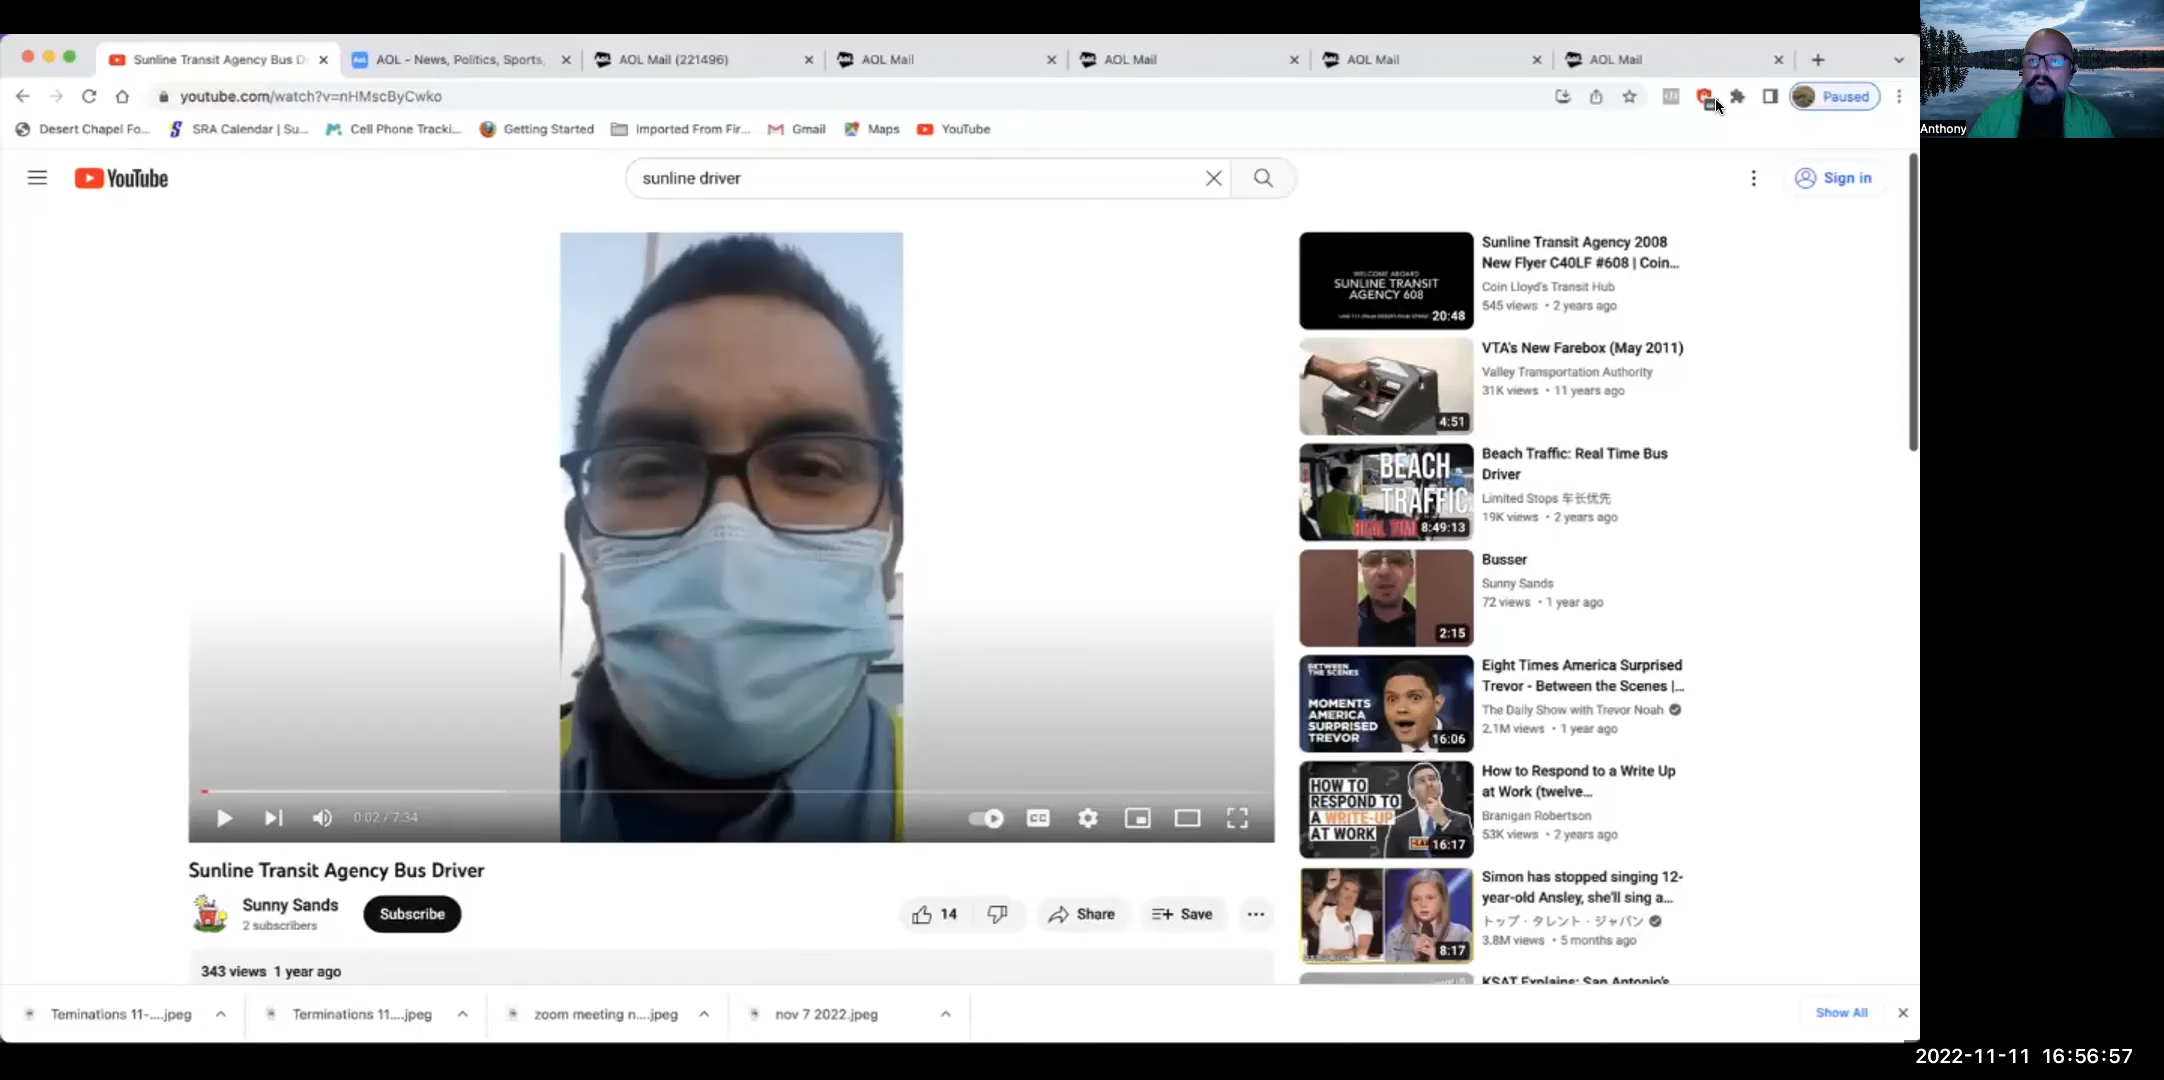 Sunline Transit Agency Bus D
AOL - News, Politics, Sports,
AOL Mail (221496)
AOL Mail
AOL Mail
AOL Mail
AOL Mail
Anthony
youtube.com/watch?v=nHMscByCwko
Paused
Desert Chapel Fo...
SRA Calendar | Su...
Cell Phone Tracki...
Getting Started
Imported From Fir...
Gmail
Maps
YouTube
YouTube
sunline driver
Sign in
WELCOME ABOARD
SUNLINE TRANSIT
AGENCY 608
20:48
Sunline Transit Agency 2008
New Flyer C40LF #608 | Coin...
Coin Lloyd's Transit Hub
545 views • 2 years ago
4:51
VTA's New Farebox (May 2011)
Valley Transportation Authority
31K views • 11 years ago
BEACH
TRAFFIC
REAL TIM
8:49:13
Beach Traffic: Real Time Bus
Driver
Limited Stops 车长优先
19K views • 2 years ago
2:15
Busser
Sunny Sands
72 views • 1 year ago
BETWEEN
THE SCENES
MOMENTS
AMERICA
SURPRISED
TREVOR
16:06
Eight Times America Surprised
Trevor - Between the Scenes |...
The Daily Show with Trevor Noah
2.1M views • 1 year ago
HOW TO
RESPOND TO
A WRITE-UP
AT WORK
16:17
How to Respond to a Write Up
at Work (twelve...
Branigan Robertson
53K views • 2 years ago
8:17
Simon has stopped singing 12-
year-old Ansley, she'll sing a...
トップ・タレント・ジャパン
3.8M views • 5 months ago
KSAT Explains: San Antonio's
0:02 / 7:34
CC
Sunline Transit Agency Bus Driver
Sunny Sands
2 subscribers
Subscribe
14
Share
Save
343 views 1 year ago
Teminations 11-....jpeg
Terminations 11....jpeg
zoom meeting n....jpeg
nov 7 2022.jpeg
Show All
2022-11-11 16:56:57